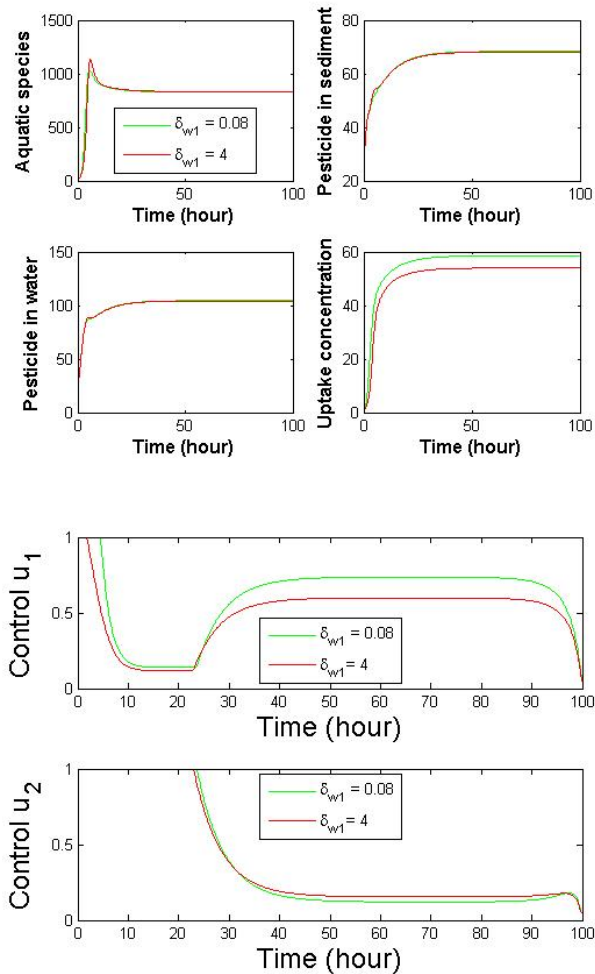 Aquatic species
1500
1000
500
0
0 50 100
Time (hour)
δw1 = 0.08
δw1 = 4
Pesticide in sediment
80
60
40
20
0 50 100
Time (hour)
Pesticide in water
150
100
50
0
0 50 100
Time (hour)
Uptake concentration
60
40
20
0
0 50 100
Time (hour)
Control u1
1
0.5
0
0 10 20 30 40 50 60 70 80 90 100
Time (hour)
δw1 = 0.08
δw1 = 4
Control u2
1
0.5
0
0 10 20 30 40 50 60 70 80 90 100
Time (hour)
δw1 = 0.08
δw1 = 4